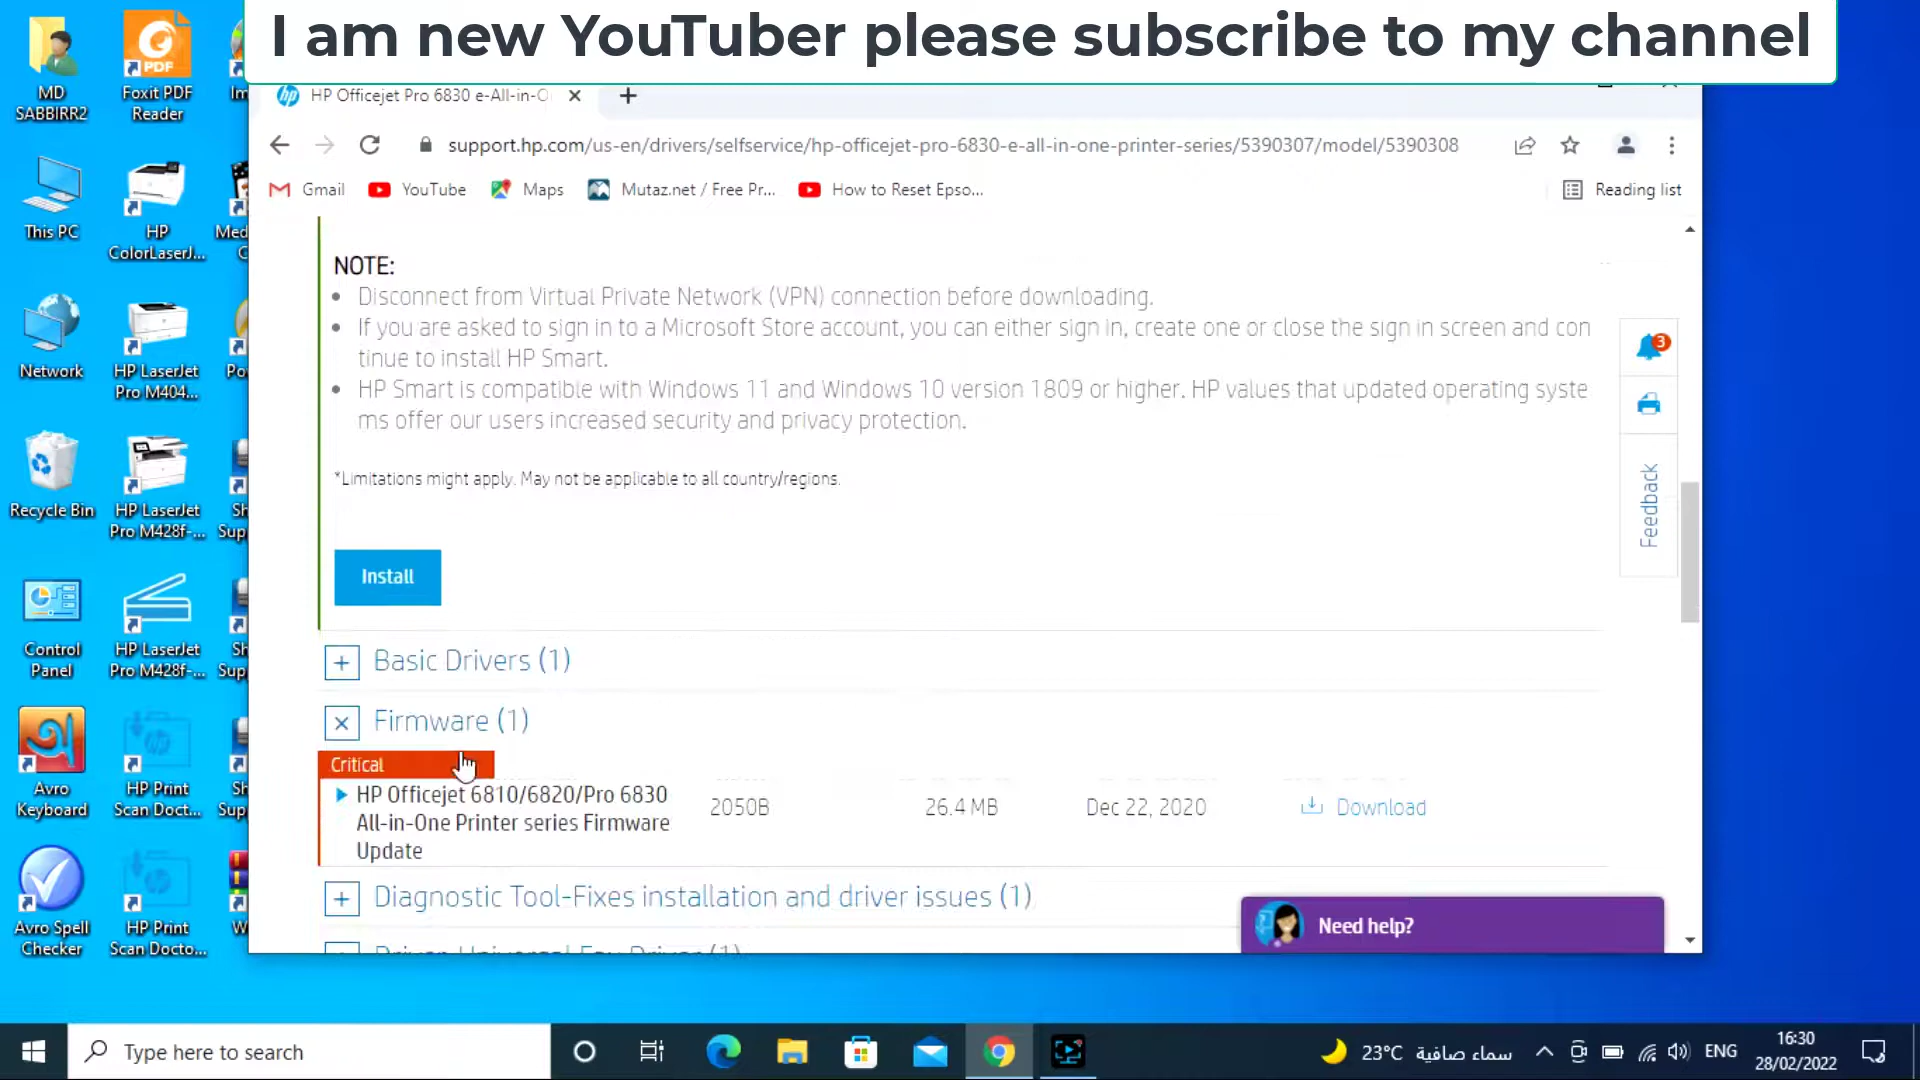 I am new YouTuber please subscribe to my channel
MD
SABBIRR2
Foxit PDF
Reader
This PC
HP
ColorLaserJ...
Network
HP LaserJet
Pro M404...
Recycle Bin
HP LaserJet
Pro M428f-...
Control
Panel
HP LaserJet
Pro M428f-...
Avro
Keyboard
HP Print
Scan Doct...
Avro Spell
Checker
HP Print
Scan Docto...
PDF
HP Officejet Pro 6830 e-All-in-O
support.hp.com/us-en/drivers/selfservice/hp-officejet-pro-6830-e-all-in-one-printer-series/5390307/model/5390308
Gmail YouTube Maps Mutaz.net / Free Pr... How to Reset Epso... Reading list
NOTE:
Disconnect from Virtual Private Network (VPN) connection before downloading.
If you are asked to sign in to a Microsoft Store account, you can either sign in, create one or close the sign in screen and con
tinue to install HP Smart.
HP Smart is compatible with Windows 11 and Windows 10 version 1809 or higher. HP values that updated operating syste
ms offer our users increased security and privacy protection.
*Limitations might apply. May not be applicable to all country/regions.
Install
Basic Drivers (1)
Firmware (1)
Critical
HP Officejet 6810/6820/Pro 6830
All-in-One Printer series Firmware
Update
2050B 26.4 MB Dec 22, 2020 Download
Diagnostic Tool-Fixes installation and driver issues (1)
3
Feedback
Need help?
Type here to search
23°C سماء صافية
ENG
16:30
28/02/2022